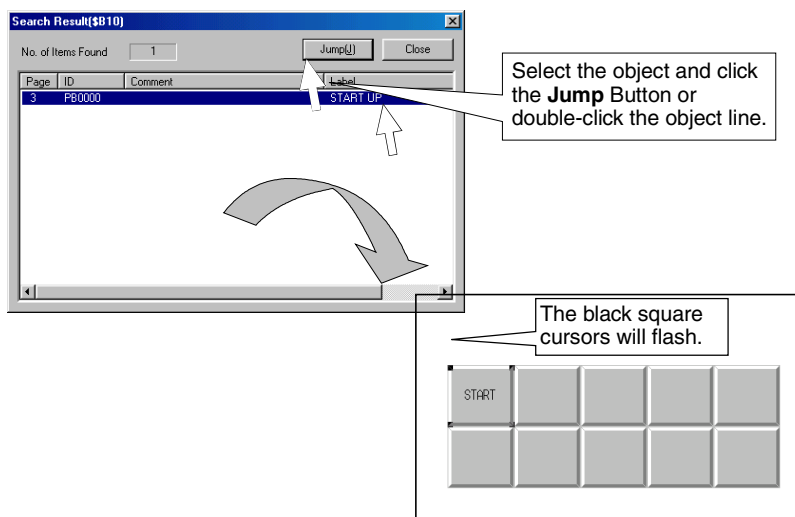 Search Result($B10)
No. of Items Found 1 Jump(J) Close
Page ID Comment Label
3 PB0000 START UP
Select the object and click
the Jump Button or
double-click the object line.
The black square
cursors will flash.
START